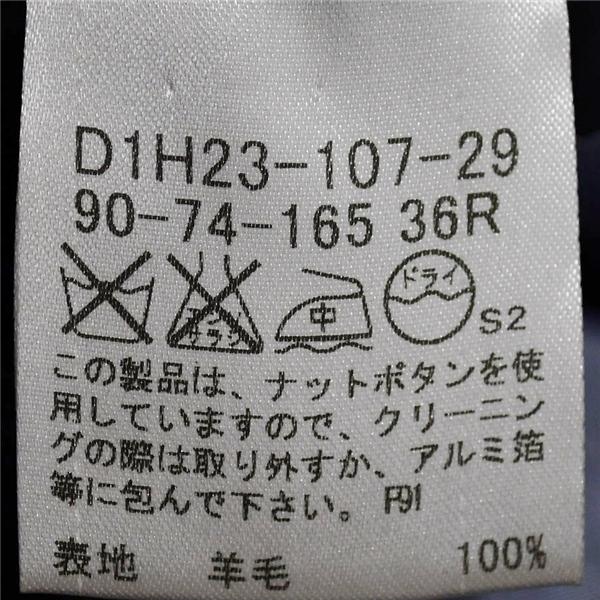 D1H23-107-29
90-74-165 36R
エンソサラシ 中 ドライ S2
この製品は、ナットボタンを使
用していますので、クリーニン
グの際は取り外すか、アルミ箔
等に包んで下さい。 P91
表地 羊毛 100%